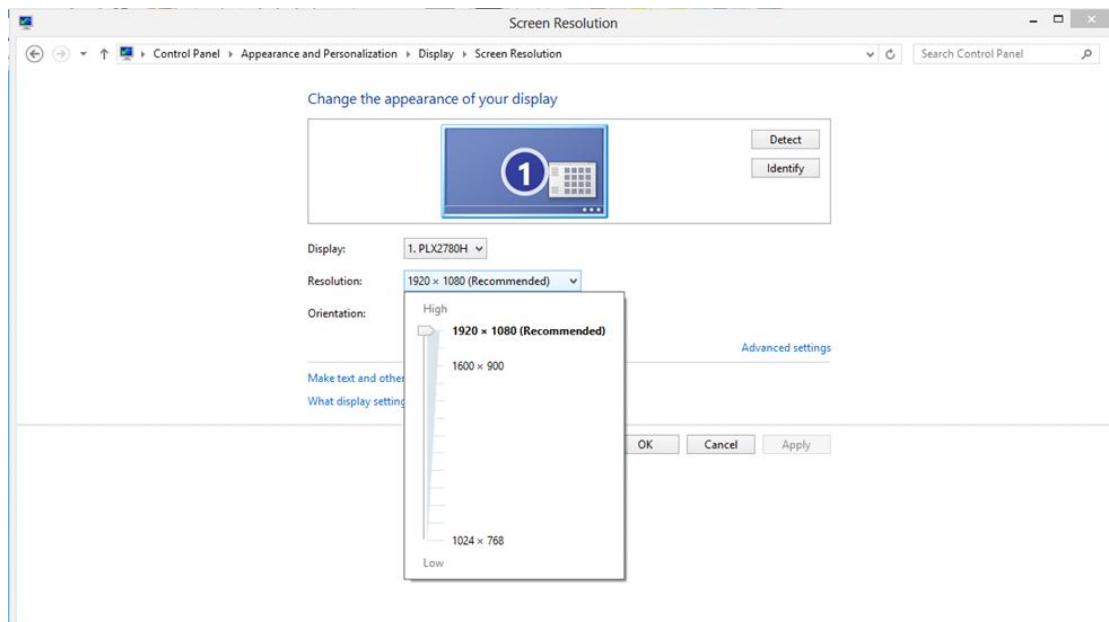 Screen Resolution
Control Panel Appearance and Personalization Display Screen Resolution
Search Control Panel
Change the appearance of your display
1
Detect
Identify
Display: 1. PLX2780H
Resolution: 1920 × 1080 (Recommended)
Orientation:
High
1920 × 1080 (Recommended)
1600 × 900
1024 × 768
Low
Advanced settings
Make text and other
What display setting
OK Cancel Apply